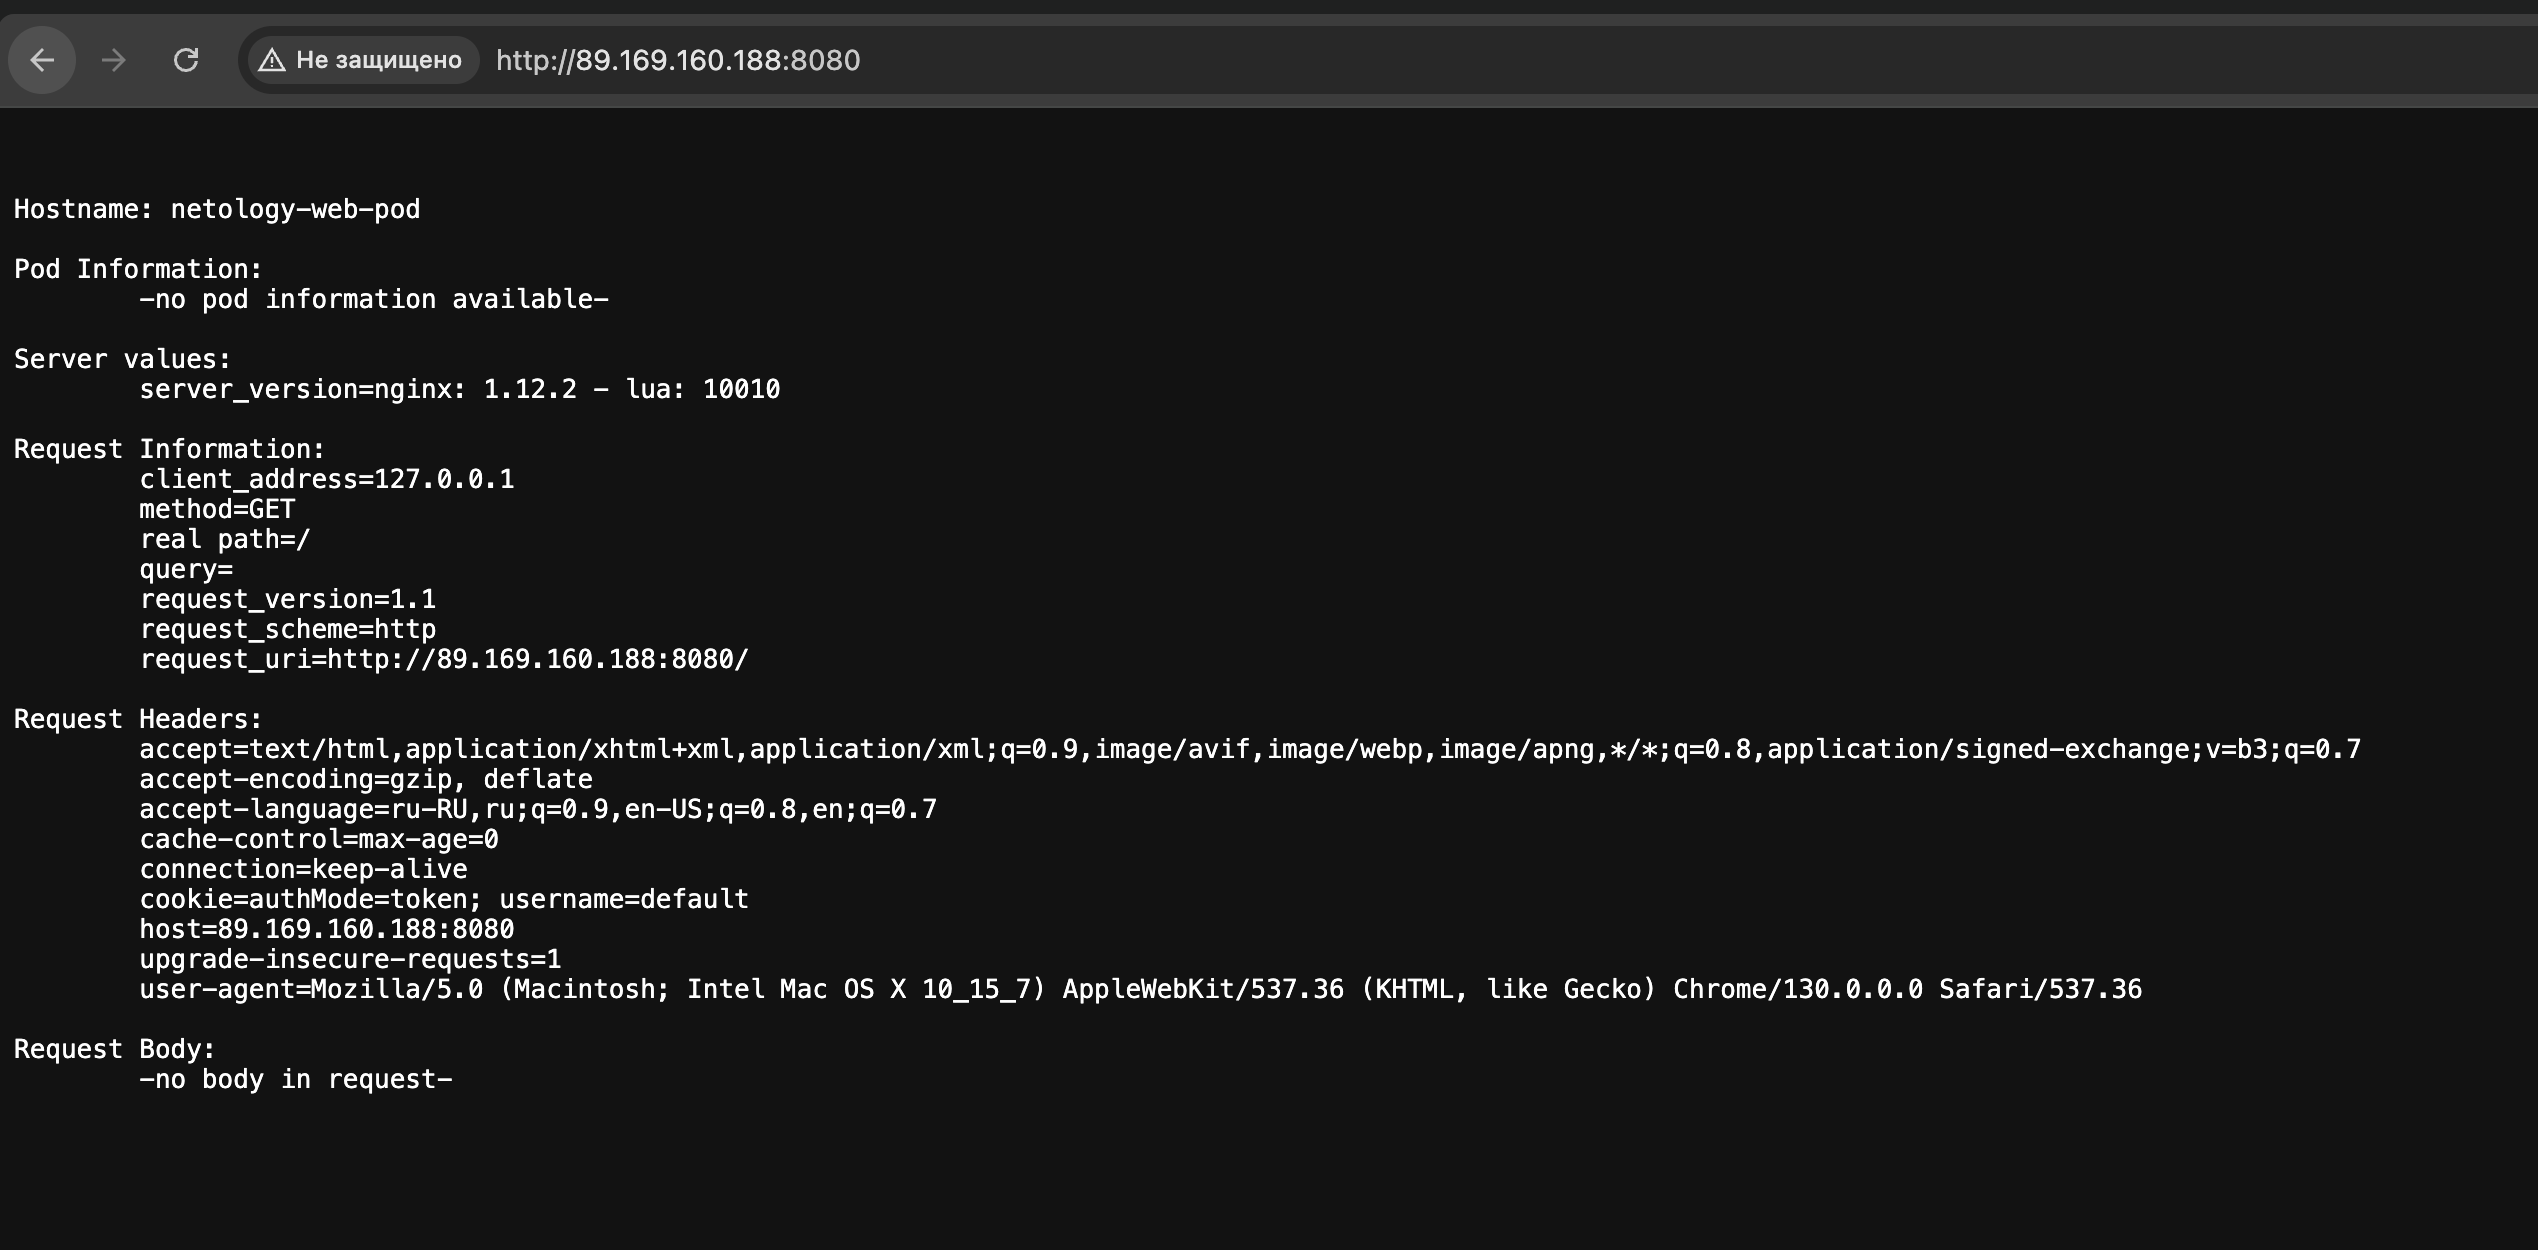 Не защищено http://89.169.160.188:8080
Hostname: netology-web-pod
Pod Information:
-no pod information available-
Server values:
server_version=nginx: 1.12.2 - lua: 10010
Request Information:
client_address=127.0.0.1
method=GET
real path=/
query=
request_version=1.1
request_scheme=http
request_uri=http://89.169.160.188:8080/
Request Headers:
accept=text/html,application/xhtml+xml,application/xml;q=0.9,image/avif,image/webp,image/apng,*/*;q=0.8,application/signed-exchange;v=b3;q=0.7
accept-encoding=gzip, deflate
accept-language=ru-RU,ru;q=0.9,en-US;q=0.8,en;q=0.7
cache-control=max-age=0
connection=keep-alive
cookie=authMode=token; username=default
host=89.169.160.188:8080
upgrade-insecure-requests=1
user-agent=Mozilla/5.0 (Macintosh; Intel Mac OS X 10_15_7) AppleWebKit/537.36 (KHTML, like Gecko) Chrome/130.0.0.0 Safari/537.36
Request Body:
-no body in request-